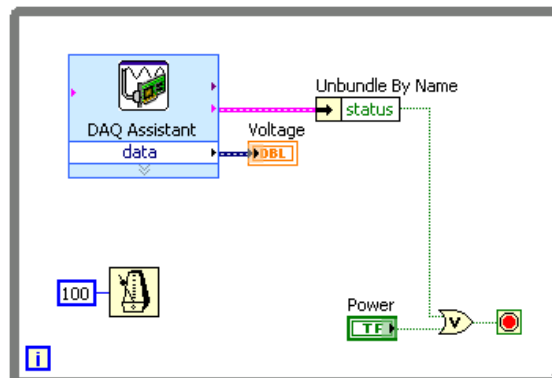 Unbundle By Name
status
DAQ Assistant
Voltage
data
DBL
100
Power
TF
V
i